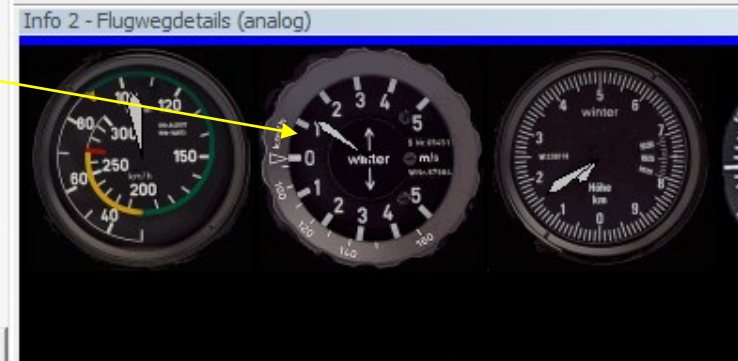 Info 2 - Flugwegdetails (analog)
100 120
80 300
250 150
km/h
60 200
40
2 3 4
1 5
km/h
0 winter m/s
1 5
2 3 4
100
120
140
160
4 5 6
winter
3 7
2 8
Höhe
km
1 0 9